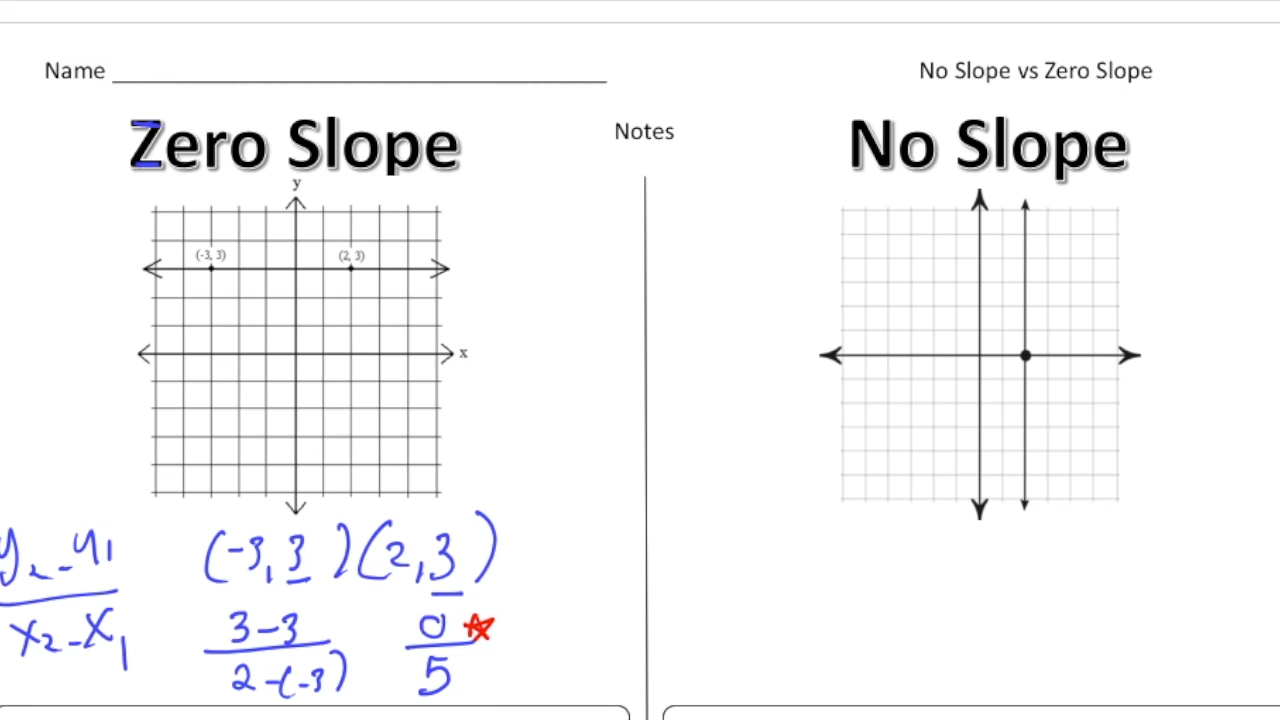 Name
No Slope vs Zero Slope
Notes
Zero Slope
y
(-3, 3) (2, 3)
x
y₂-y₁ / x₂-x₁
(-3, 3) (2, 3)
3-3 / 2-(-3)
0 / 5
No Slope